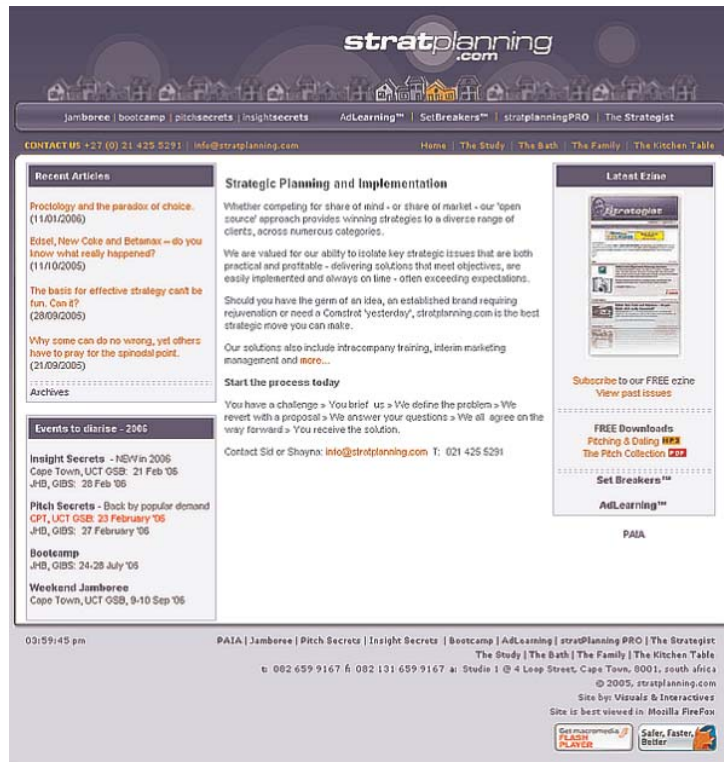 stratplanning
.com
jamboree | bootcamp | pitchsecrets | insightsecrets AdLearning™ | SetBreakers™ | stratplanningPRO | The Strategist
CONTACT US +27 (0) 21 425 5291 | info@stratplanning.com Home | The Study | The Bath | The Family | The Kitchen Table
Recent Articles
Proctology and the paradox of choice.
(11/01/2006)
Edsel, New Coke and Betamax – do you
know what really happened?
(11/10/2005)
The basis for effective strategy can't be
fun. Can it?
(28/09/2005)
Why some can do no wrong, yet others
have to pray for the spinodal point.
(21/09/2005)
Archives
Events to diarise - 2006
Insight Secrets - NEW in 2006
Cape Town, UCT GSB: 21 Feb '06
JHB, GIBS: 28 Feb '06
Pitch Secrets - Back by popular demand
CPT, UCT GSB: 23 February '06
JHB, GIBS: 27 February '06
Bootcamp
JHB, GIBS: 24-28 July '06
Weekend Jamboree
Cape Town, UCT GSB, 9-10 Sep '06
Strategic Planning and Implementation
Whether competing for share of mind - or share of market - our 'open
source' approach provides winning strategies to a diverse range of
clients, across numerous categories.
We are valued for our ability to isolate key strategic issues that are both
practical and profitable - delivering solutions that meet objectives, are
easily implemented and always on time - often exceeding expectations.
Should you have the germ of an idea, an established brand requiring
rejuvenation or need a Comstrat 'yesterday', stratplanning.com is the best
strategic move you can make.
Our solutions also include intracompany training, interim marketing
management and more...
Start the process today
You have a challenge » You brief us » We define the problem » We
revert with a proposal » We answer your questions » We all agree on the
way forward » You receive the solution.
Contact Sid or Shayna: info@stratplanning.com T: 021 425 5291
Latest Ezine
Strategist
Subscribe to our FREE ezine
View past issues
FREE Downloads
Pitching & Dating MP3
The Pitch Collection PDF
Set Breakers™
AdLearning™
PAIA
03:59:45 pm
PAIA | Jamboree | Pitch Secrets | Insight Secrets | Bootcamp | AdLearning | stratPlanning PRO | The Strategist
The Study | The Bath | The Family | The Kitchen Table
t: 082 659 9167 f: 082 131 659 9167 a: Studio 1 @ 4 Loop Street, Cape Town, 8001, south africa
© 2005, stratplanning.com
Site by: Visuals & Interactives
Site is best viewed in Mozilla FireFox
Get macromedia
FLASH
PLAYER
Safer, Faster,
Better